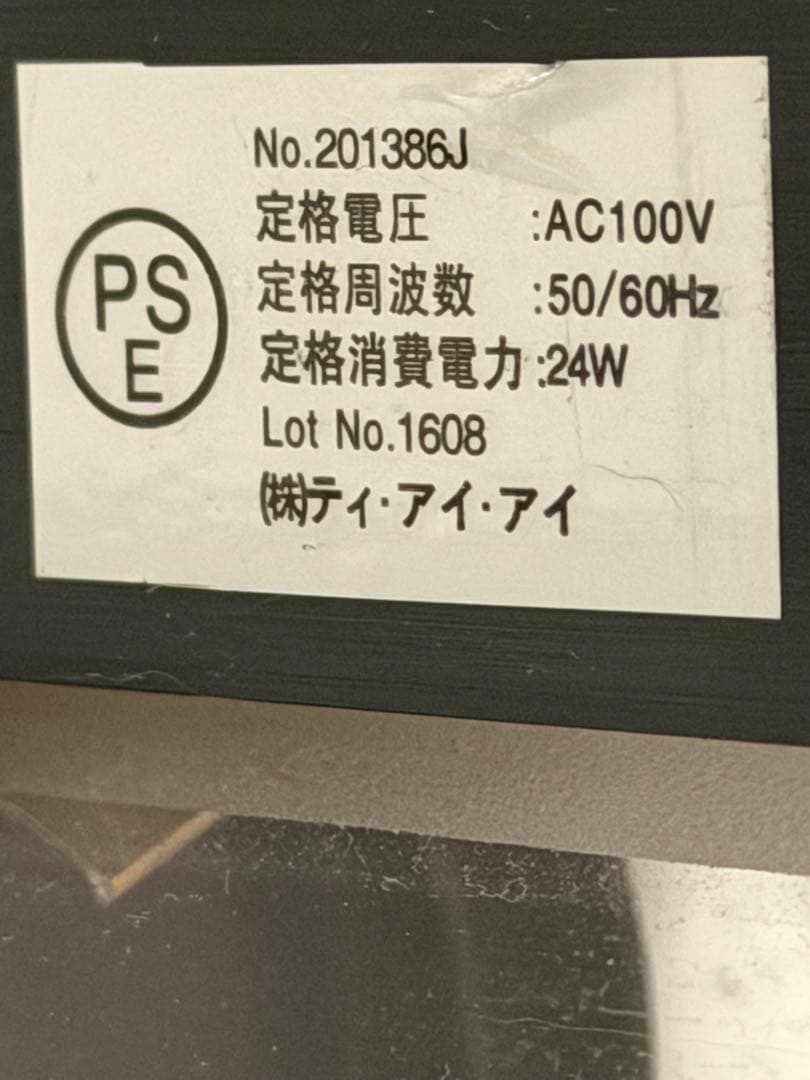 PS
E
No.201386J
定格電圧 :AC100V
定格周波数 :50/60Hz
定格消費電力:24W
Lot No.1608
㈱ティ・アイ・アイ